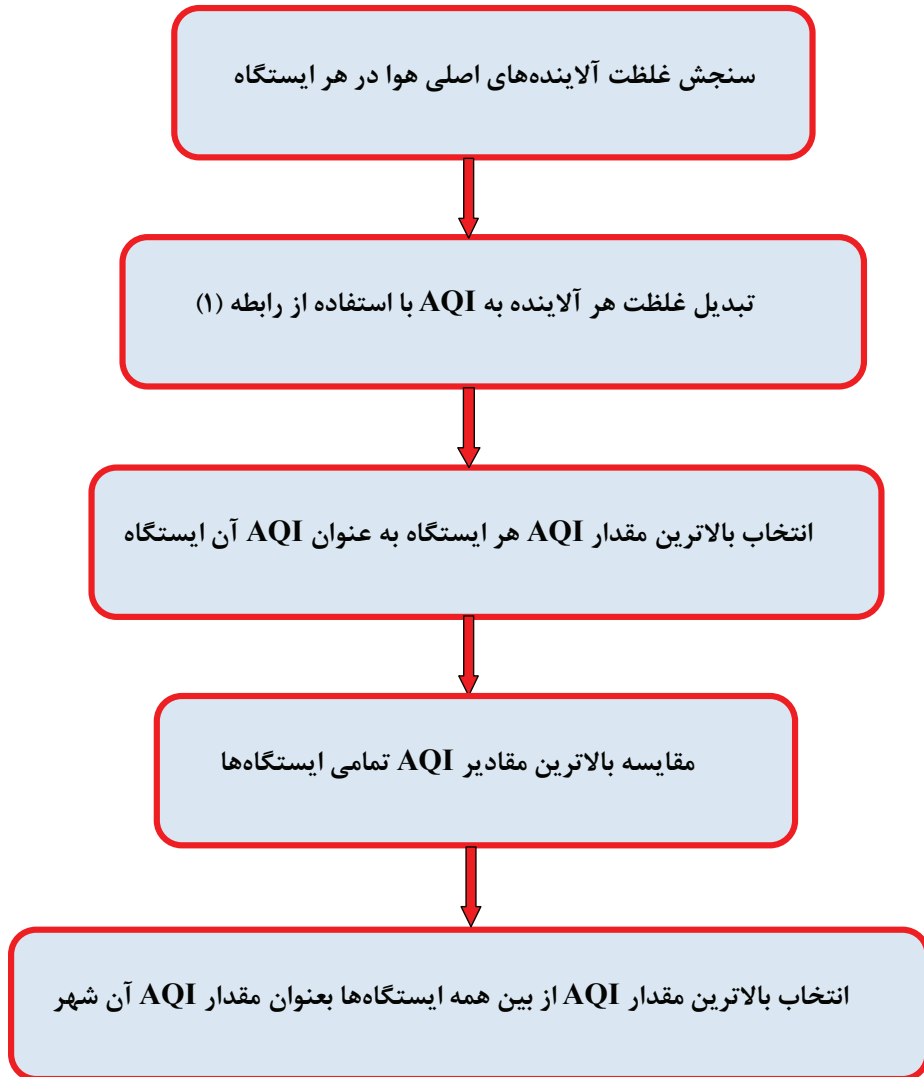 سنجش غلظت آلاینده‌های اصلی هوا در هر ایستگاه
تبدیل غلظت هر آلاینده به AQI با استفاده از رابطه (۱)
انتخاب بالاترین مقدار AQI هر ایستگاه به عنوان AQI آن ایستگاه
مقایسه بالاترین مقادیر AQI تمامی ایستگاه‌ها
انتخاب بالاترین مقدار AQI از بین همه ایستگاه‌ها بعنوان مقدار AQI آن شهر